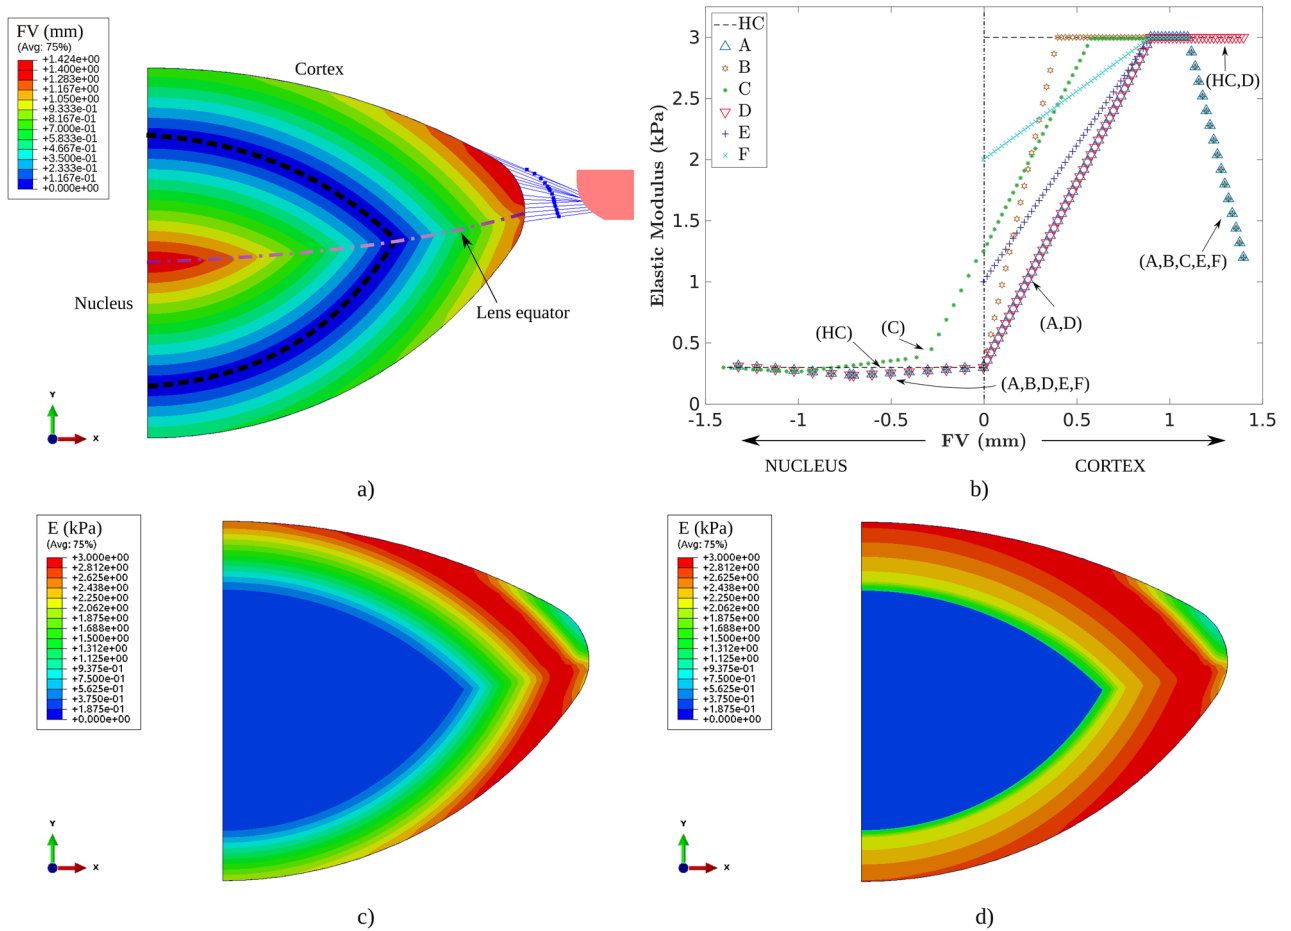 FV (mm)
(Avg: 75%)
+1.424e+00
+1.400e+00
+1.283e+00
+1.167e+00
+1.050e+00
+9.333e-01
+8.167e-01
+7.000e-01
+5.833e-01
+4.667e-01
+3.500e-01
+2.333e-01
+1.167e-01
+0.000e+00
Cortex
Nucleus
Lens equator
Y
X
a)
HC
A
B
C
D
E
F
3
2.5
2
1.5
1
0.5
0
Elastic Modulus (kPa)
(HC,D)
(A,B,C,E,F)
(A,D)
(HC)
(C)
(A,B,D,E,F)
-1.5 -1 -0.5 0 0.5 1 1.5
FV (mm)
NUCLEUS CORTEX
b)
E (kPa)
(Avg: 75%)
+3.000e+00
+2.812e+00
+2.625e+00
+2.438e+00
+2.250e+00
+2.062e+00
+1.875e+00
+1.688e+00
+1.500e+00
+1.312e+00
+1.125e+00
+9.375e-01
+7.500e-01
+5.625e-01
+3.750e-01
+1.875e-01
+0.000e+00
Y
X
c)
E (kPa)
(Avg: 75%)
+3.000e+00
+2.812e+00
+2.625e+00
+2.438e+00
+2.250e+00
+2.062e+00
+1.875e+00
+1.688e+00
+1.500e+00
+1.312e+00
+1.125e+00
+9.375e-01
+7.500e-01
+5.625e-01
+3.750e-01
+1.875e-01
+0.000e+00
Y
X
d)